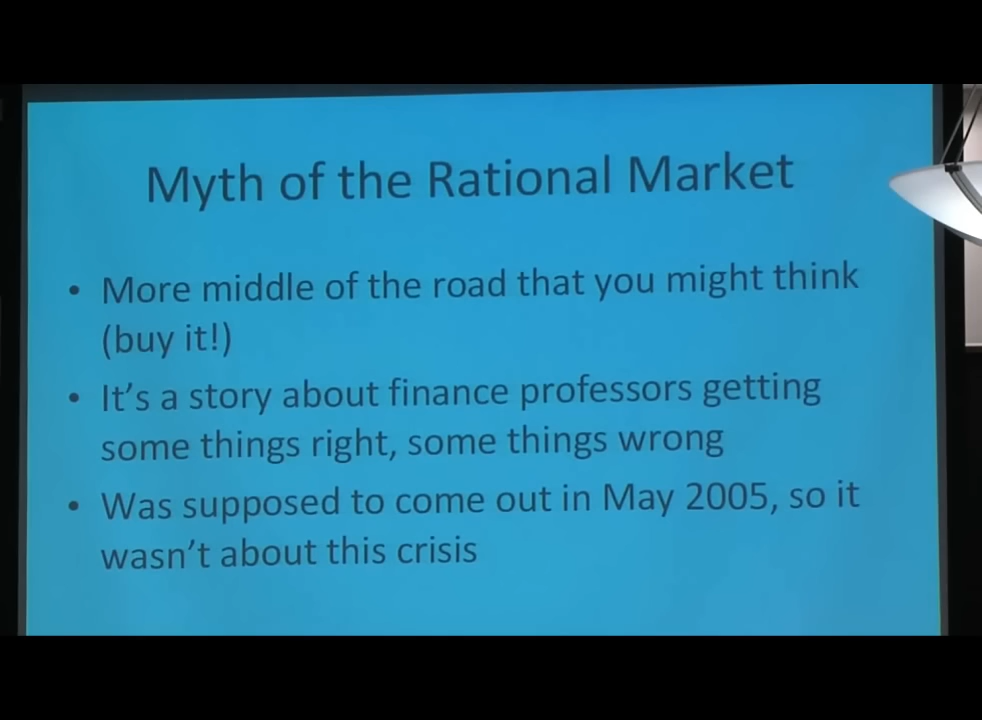 Myth of the Rational Market
• More middle of the road that you might think
(buy it!)
• It's a story about finance professors getting
some things right, some things wrong
• Was supposed to come out in May 2005, so it
wasn't about this crisis